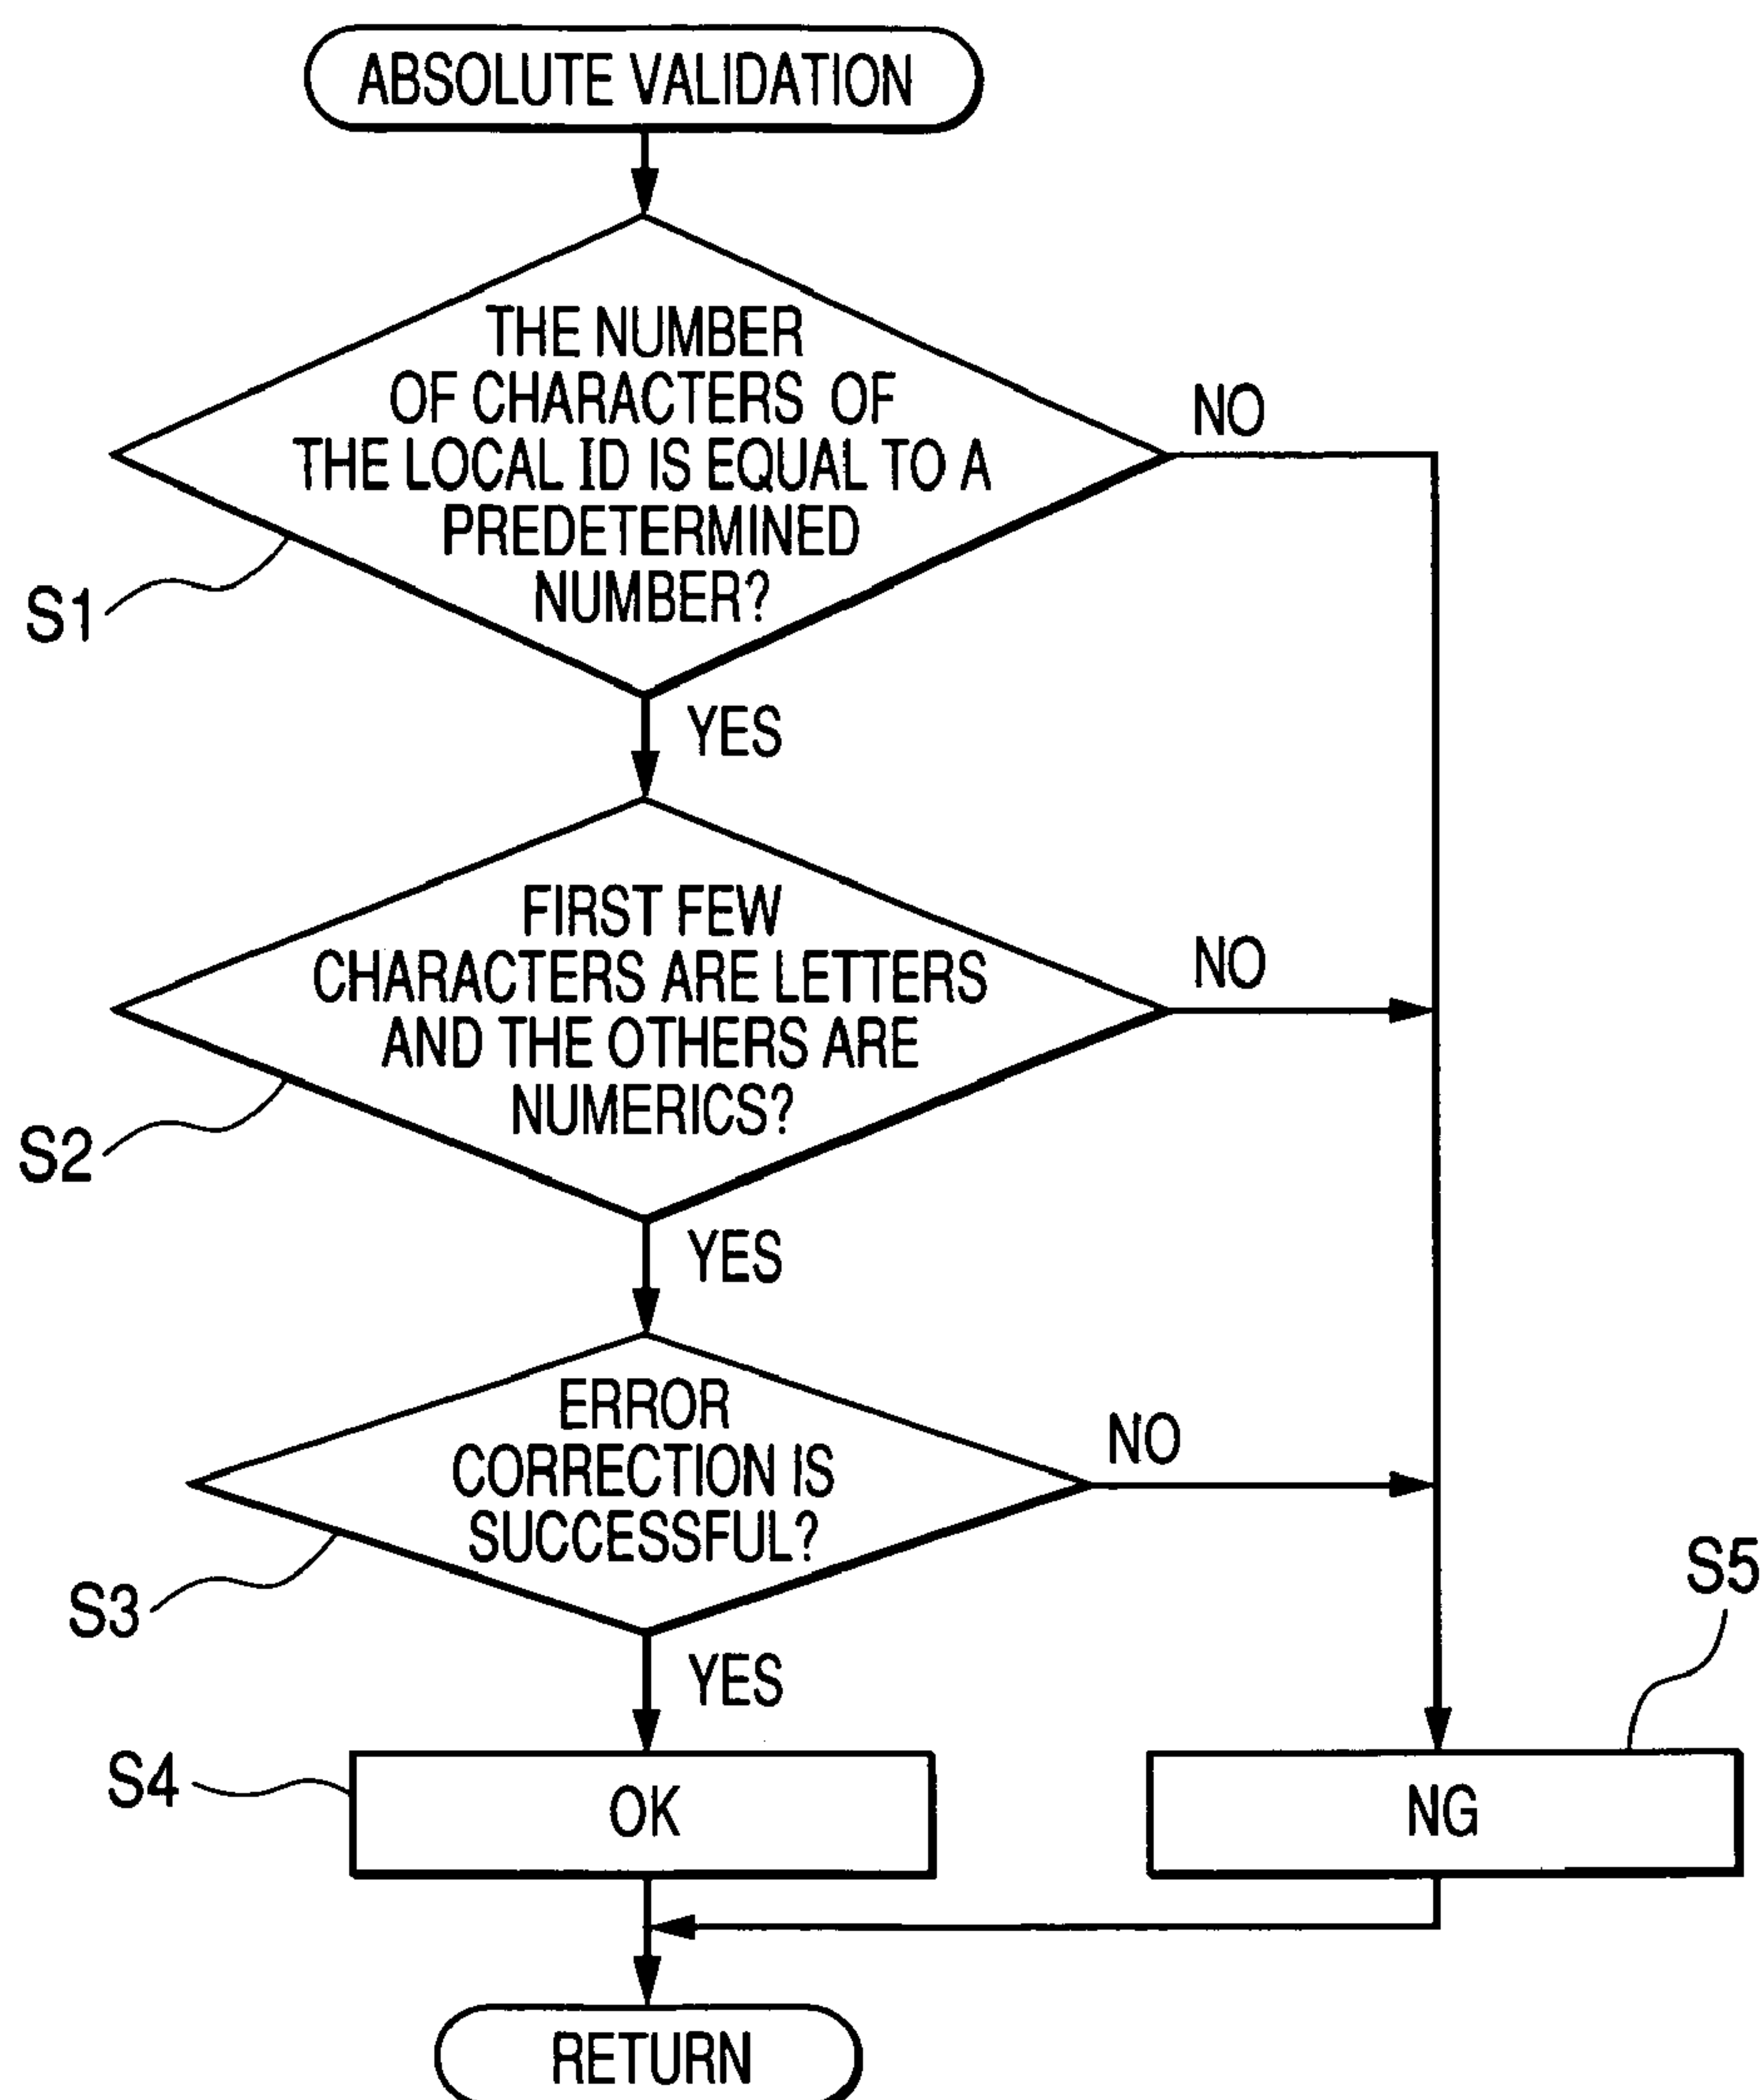 ABSOLUTE VALIDATION
THE NUMBER
OF CHARACTERS OF
THE LOCAL ID IS EQUAL TO A
PREDETERMINED
NUMBER?
NO
S1
YES
FIRST FEW
CHARACTERS ARE LETTERS
AND THE OTHERS ARE
NUMERICS?
NO
S2
YES
ERROR
CORRECTION IS
SUCCESSFUL?
NO
S3
YES
S5
S4
OK
NG
RETURN